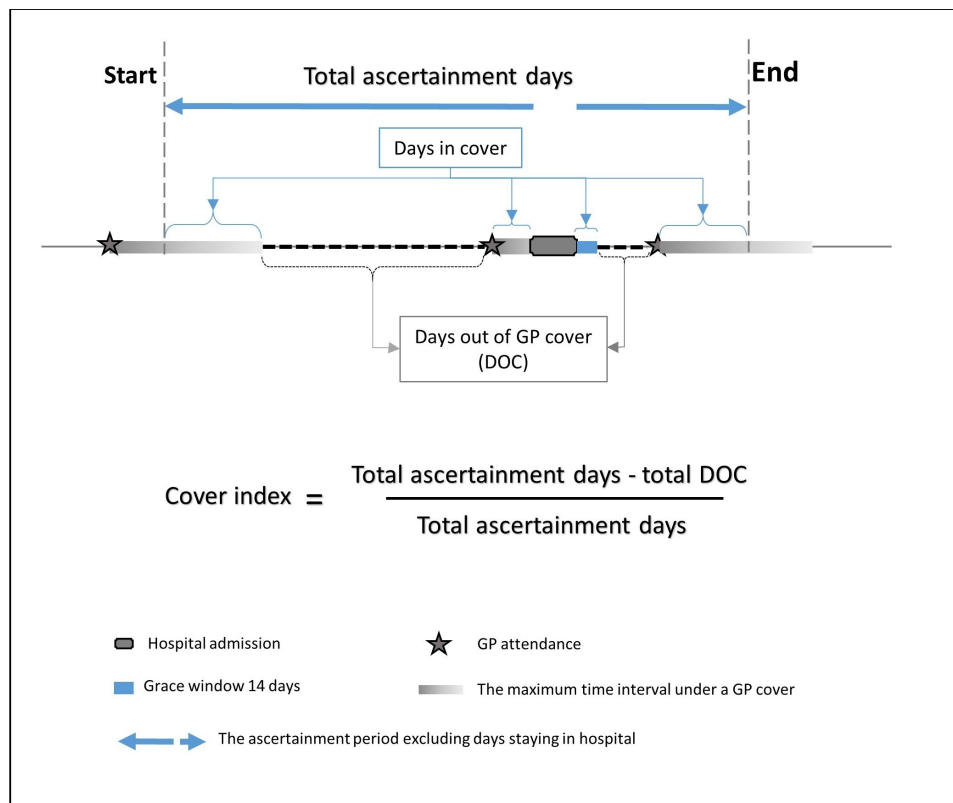 Start
Total ascertainment days
End
Days in cover
Days out of GP cover
(DOC)
Cover index = Total ascertainment days - total DOC
Total ascertainment days
Hospital admission
GP attendance
Grace window 14 days
The maximum time interval under a GP cover
The ascertainment period excluding days staying in hospital